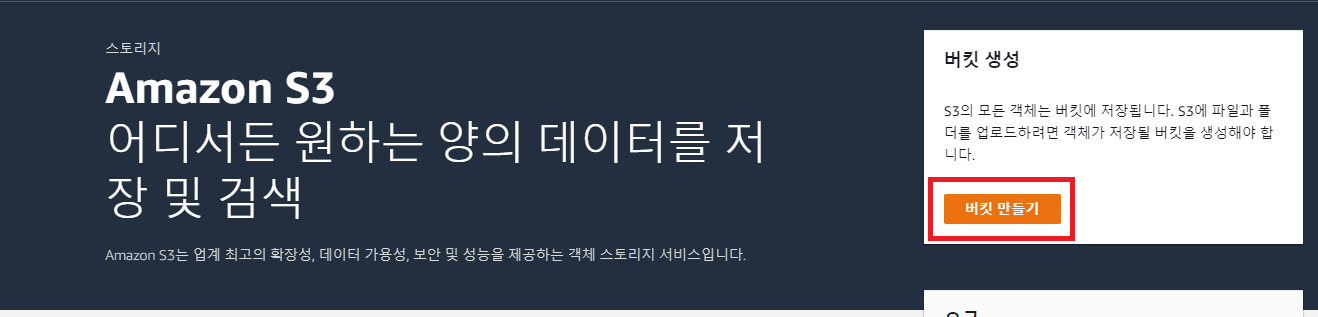 스토리지
Amazon S3
어디서든 원하는 양의 데이터를 저
장 및 검색
Amazon S3는 업계 최고의 확장성, 데이터 가용성, 보안 및 성능을 제공하는 객체 스토리지 서비스입니다.
버킷 생성
S3의 모든 객체는 버킷에 저장됩니다. S3에 파일과 폴
더를 업로드하려면 객체가 저장될 버킷을 생성해야 합
니다.
버킷 만들기